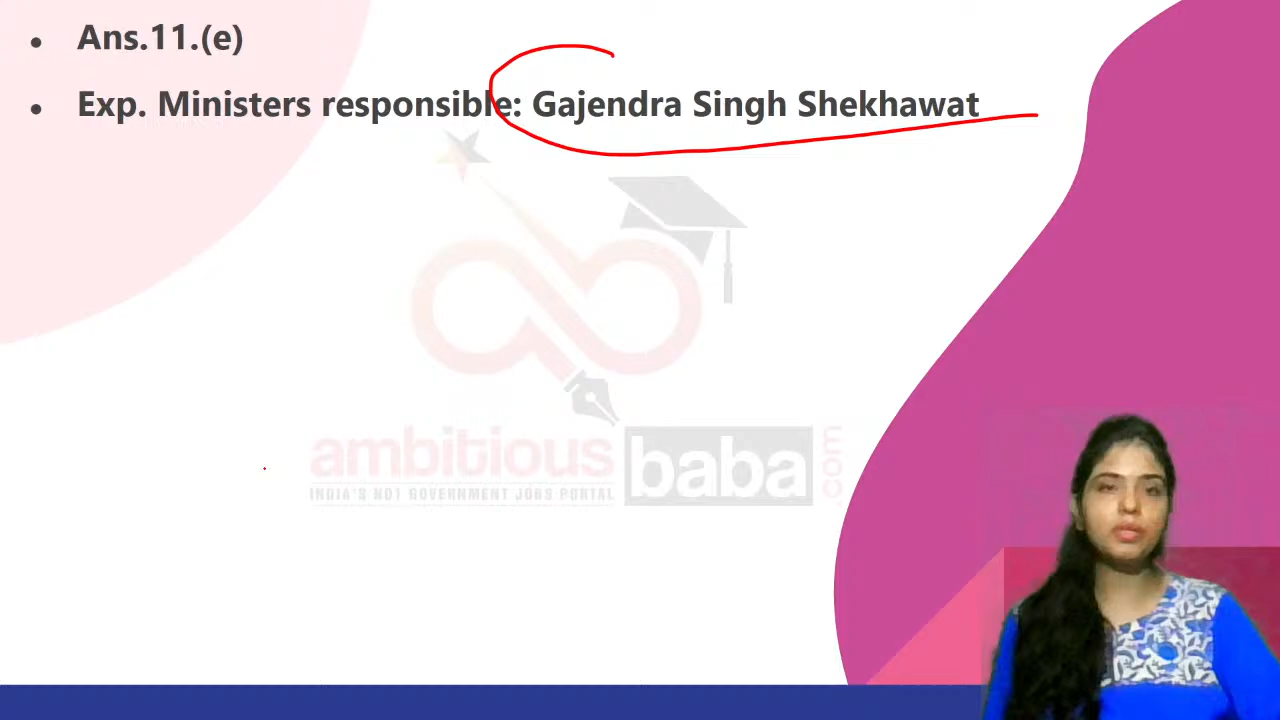 Ans.11.(e)
Exp. Ministers responsible: Gajendra Singh Shekhawat
ambitious baba .com
INDIA'S NO1 GOVERNMENT JOBS PORTAL